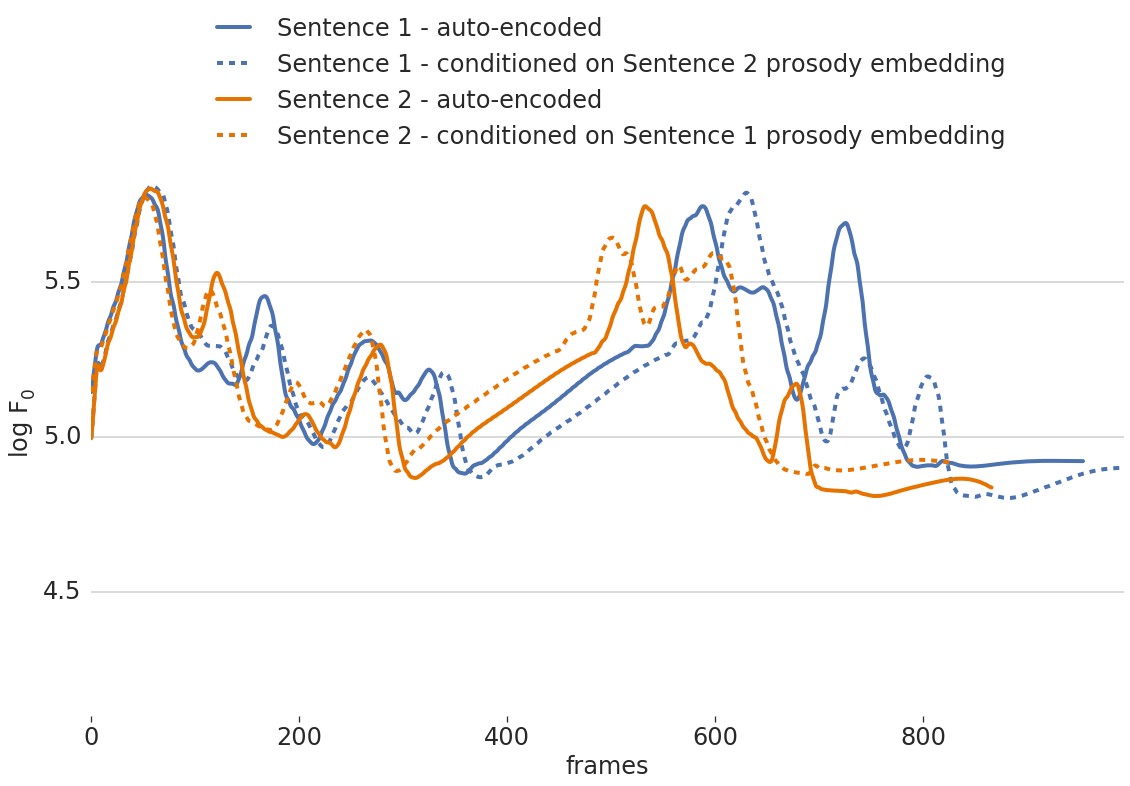 Sentence 1 - auto-encoded
Sentence 1 - conditioned on Sentence 2 prosody embedding
Sentence 2 - auto-encoded
Sentence 2 - conditioned on Sentence 1 prosody embedding
5.5
5.0
4.5
log F₀
0 200 400 600 800
frames